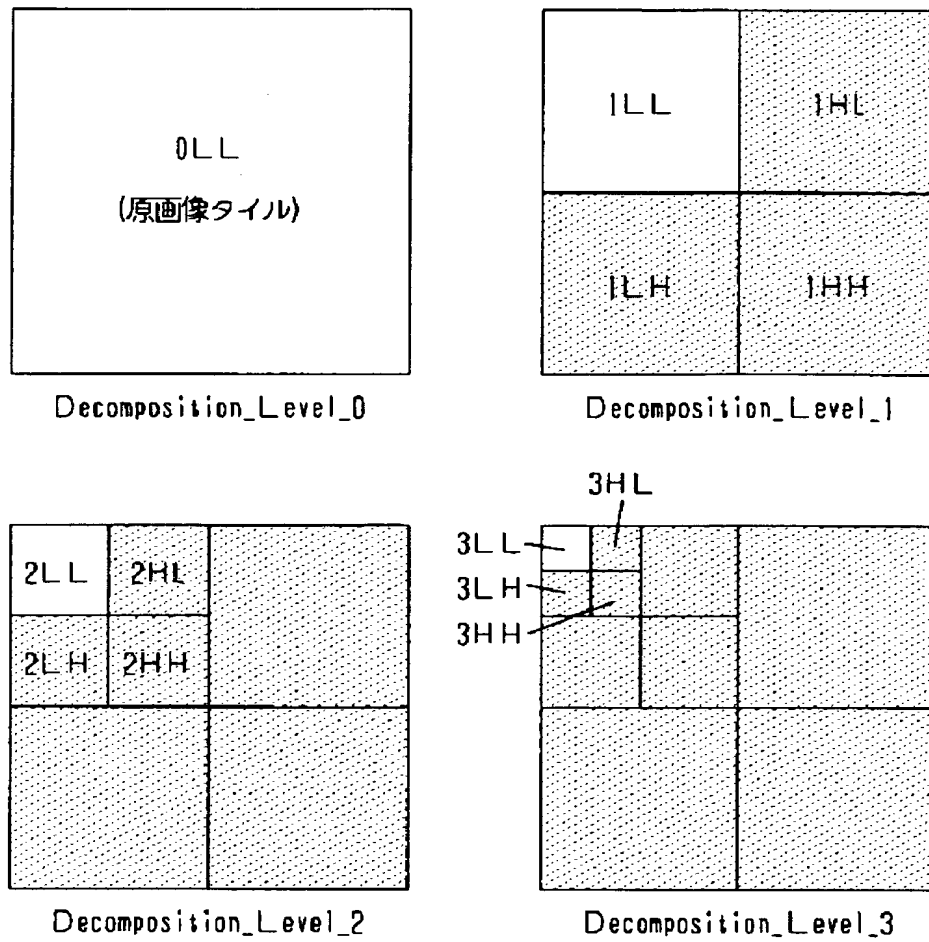 0LL
(原画像タイル)
Decomposition_Level_0
1LL 1HL
1LH 1HH
Decomposition_Level_1
2LL 2HL
2LH 2HH
Decomposition_Level_2
3HL
3LL
3LH
3HH
Decomposition_Level_3